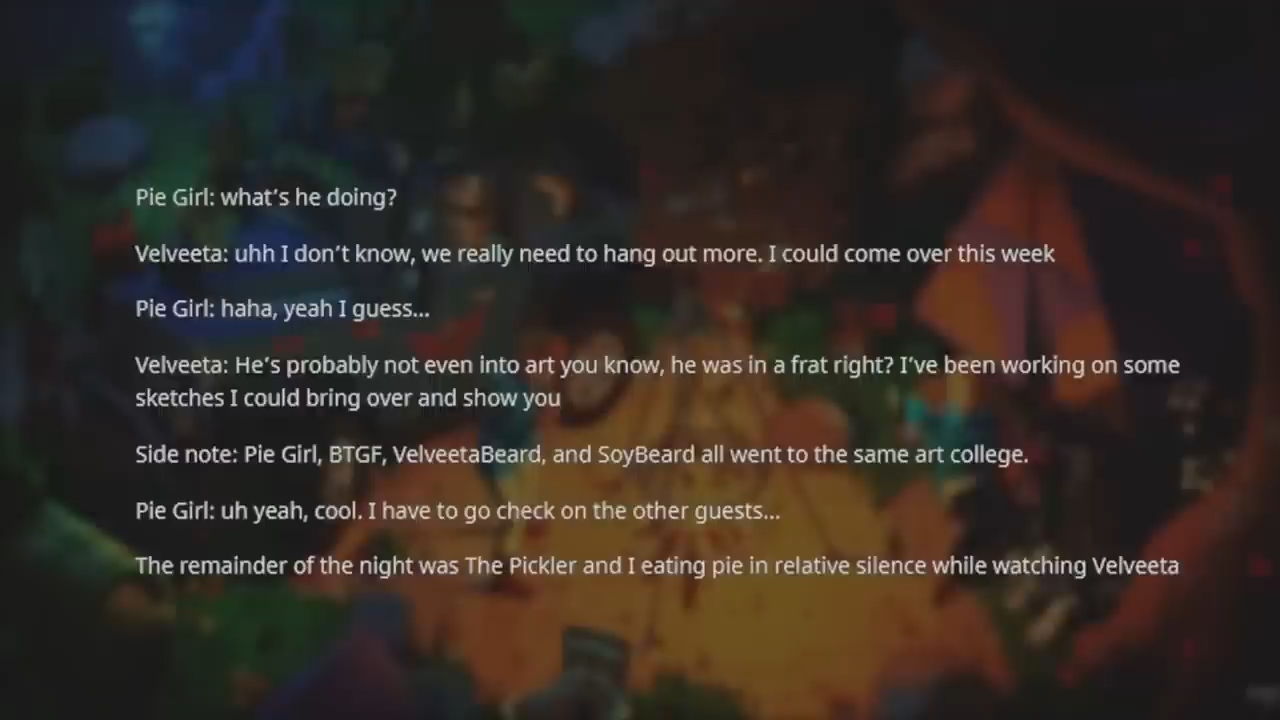 Pie Girl: what’s he doing?
Velveeta: uhh I don’t know, we really need to hang out more. I could come over this week
Pie Girl: haha, yeah I guess...
Velveeta: He’s probably not even into art you know, he was in a frat right? I’ve been working on some
sketches I could bring over and show you
Side note: Pie Girl, BTGF, VelveetaBeard, and SoyBeard all went to the same art college.
Pie Girl: uh yeah, cool. I have to go check on the other guests...
The remainder of the night was The Pickler and I eating pie in relative silence while watching Velveeta